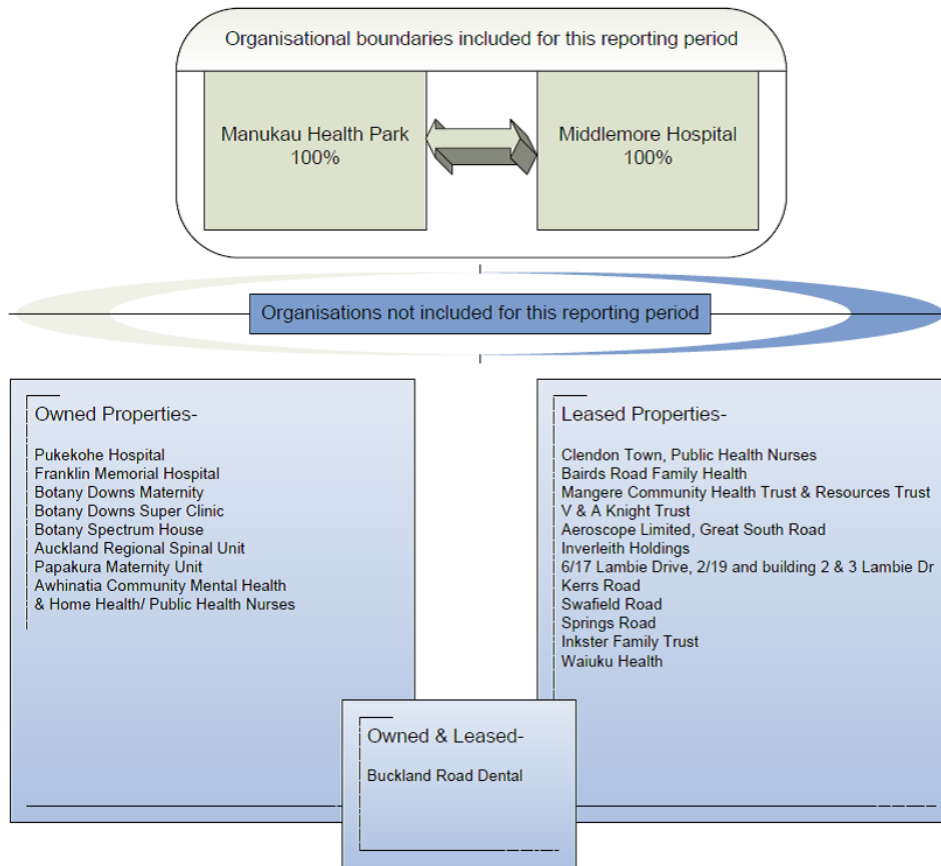 Organisational boundaries included for this reporting period
Manukau Health Park
100%
Middlemore Hospital
100%
Organisations not included for this reporting period
Owned Properties-
Pukekohe Hospital
Franklin Memorial Hospital
Botany Downs Maternity
Botany Downs Super Clinic
Botany Spectrum House
Auckland Regional Spinal Unit
Papakura Maternity Unit
Awhinatia Community Mental Health
& Home Health/ Public Health Nurses
Leased Properties-
Clendon Town, Public Health Nurses
Bairds Road Family Health
Mangere Community Health Trust & Resources Trust
V & A Knight Trust
Aeroscope Limited, Great South Road
Inverleith Holdings
6/17 Lambie Drive, 2/19 and building 2 & 3 Lambie Dr
Kerrs Road
Swafield Road
Springs Road
Inkster Family Trust
Waiuku Health
Owned & Leased-
Buckland Road Dental